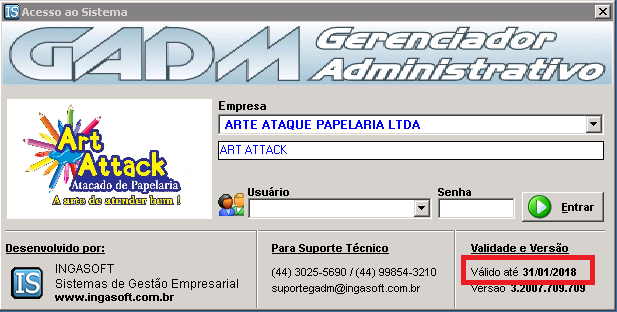 IS Acesso ao Sistema
GADM Gerenciador
Administrativo
Art
Attack
Atacado de Papelaria
A arte de atender bem !
Empresa
ARTE ATAQUE PAPELARIA LTDA
ART ATTACK
Usuário
Senha
Entrar
Desenvolvido por:
IS
INGASOFT
Sistemas de Gestão Empresarial
www.ingasoft.com.br
Para Suporte Técnico
(44) 3025-5690 / (44) 99854-3210
suportegadm@ingasoft.com.br
Validade e Versão
Válido até 31/01/2018
Versão 3.2007.709.709